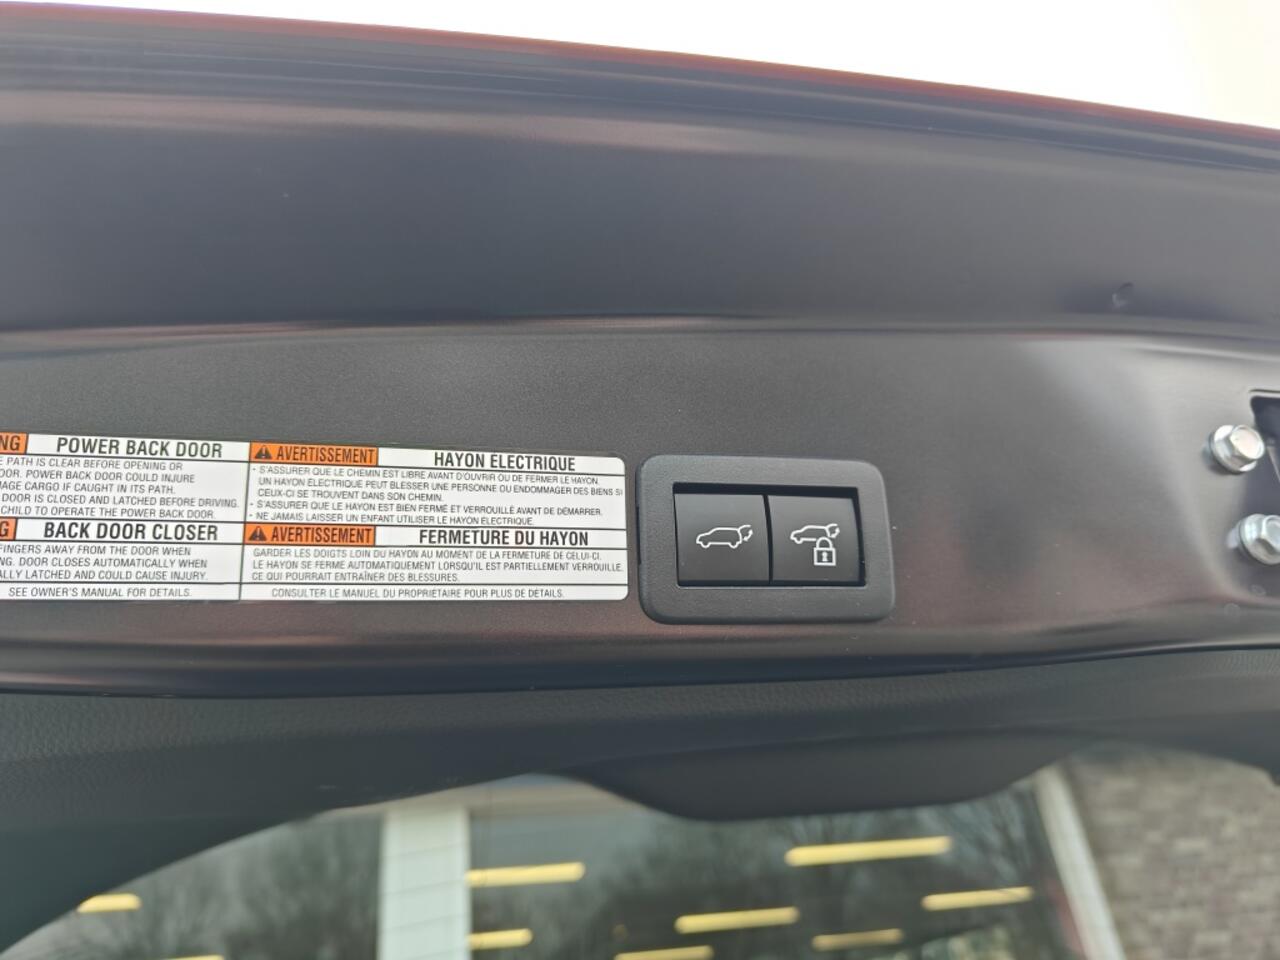 NG POWER BACK DOOR
PATH IS CLEAR BEFORE OPENING OR
OOR. POWER BACK DOOR COULD INJURE
MAGE CARGO IF CAUGHT IN ITS PATH.
DOOR IS CLOSED AND LATCHED BEFORE DRIVING.
CHILD TO OPERATE THE POWER BACK DOOR.
G BACK DOOR CLOSER
FINGERS AWAY FROM THE DOOR WHEN
NG. DOOR CLOSES AUTOMATICALLY WHEN
ALLY LATCHED AND COULD CAUSE INJURY.
SEE OWNER'S MANUAL FOR DETAILS.
AVERTISSEMENT HAYON ÉLECTRIQUE
- S'ASSURER QUE LE CHEMIN EST LIBRE AVANT D'OUVRIR OU DE FERMER LE HAYON.
UN HAYON ÉLECTRIQUE PEUT BLESSER UNE PERSONNE OU ENDOMMAGER DES BIENS SI
CEUX-CI SE TROUVENT DANS SON CHEMIN.
- S'ASSURER QUE LE HAYON EST BIEN FERMÉ ET VERROUILLÉ AVANT DE DÉMARRER.
- NE JAMAIS LAISSER UN ENFANT UTILISER LE HAYON ÉLECTRIQUE.
AVERTISSEMENT FERMETURE DU HAYON
GARDER LES DOIGTS LOIN DU HAYON AU MOMENT DE LA FERMETURE DE CELUI-CI.
LE HAYON SE FERME AUTOMATIQUEMENT LORSQU'IL EST PARTIELLEMENT VERROUILLÉ,
CE QUI POURRAIT ENTRAÎNER DES BLESSURES.
CONSULTER LE MANUEL DU PROPRIÉTAIRE POUR PLUS DE DÉTAILS.